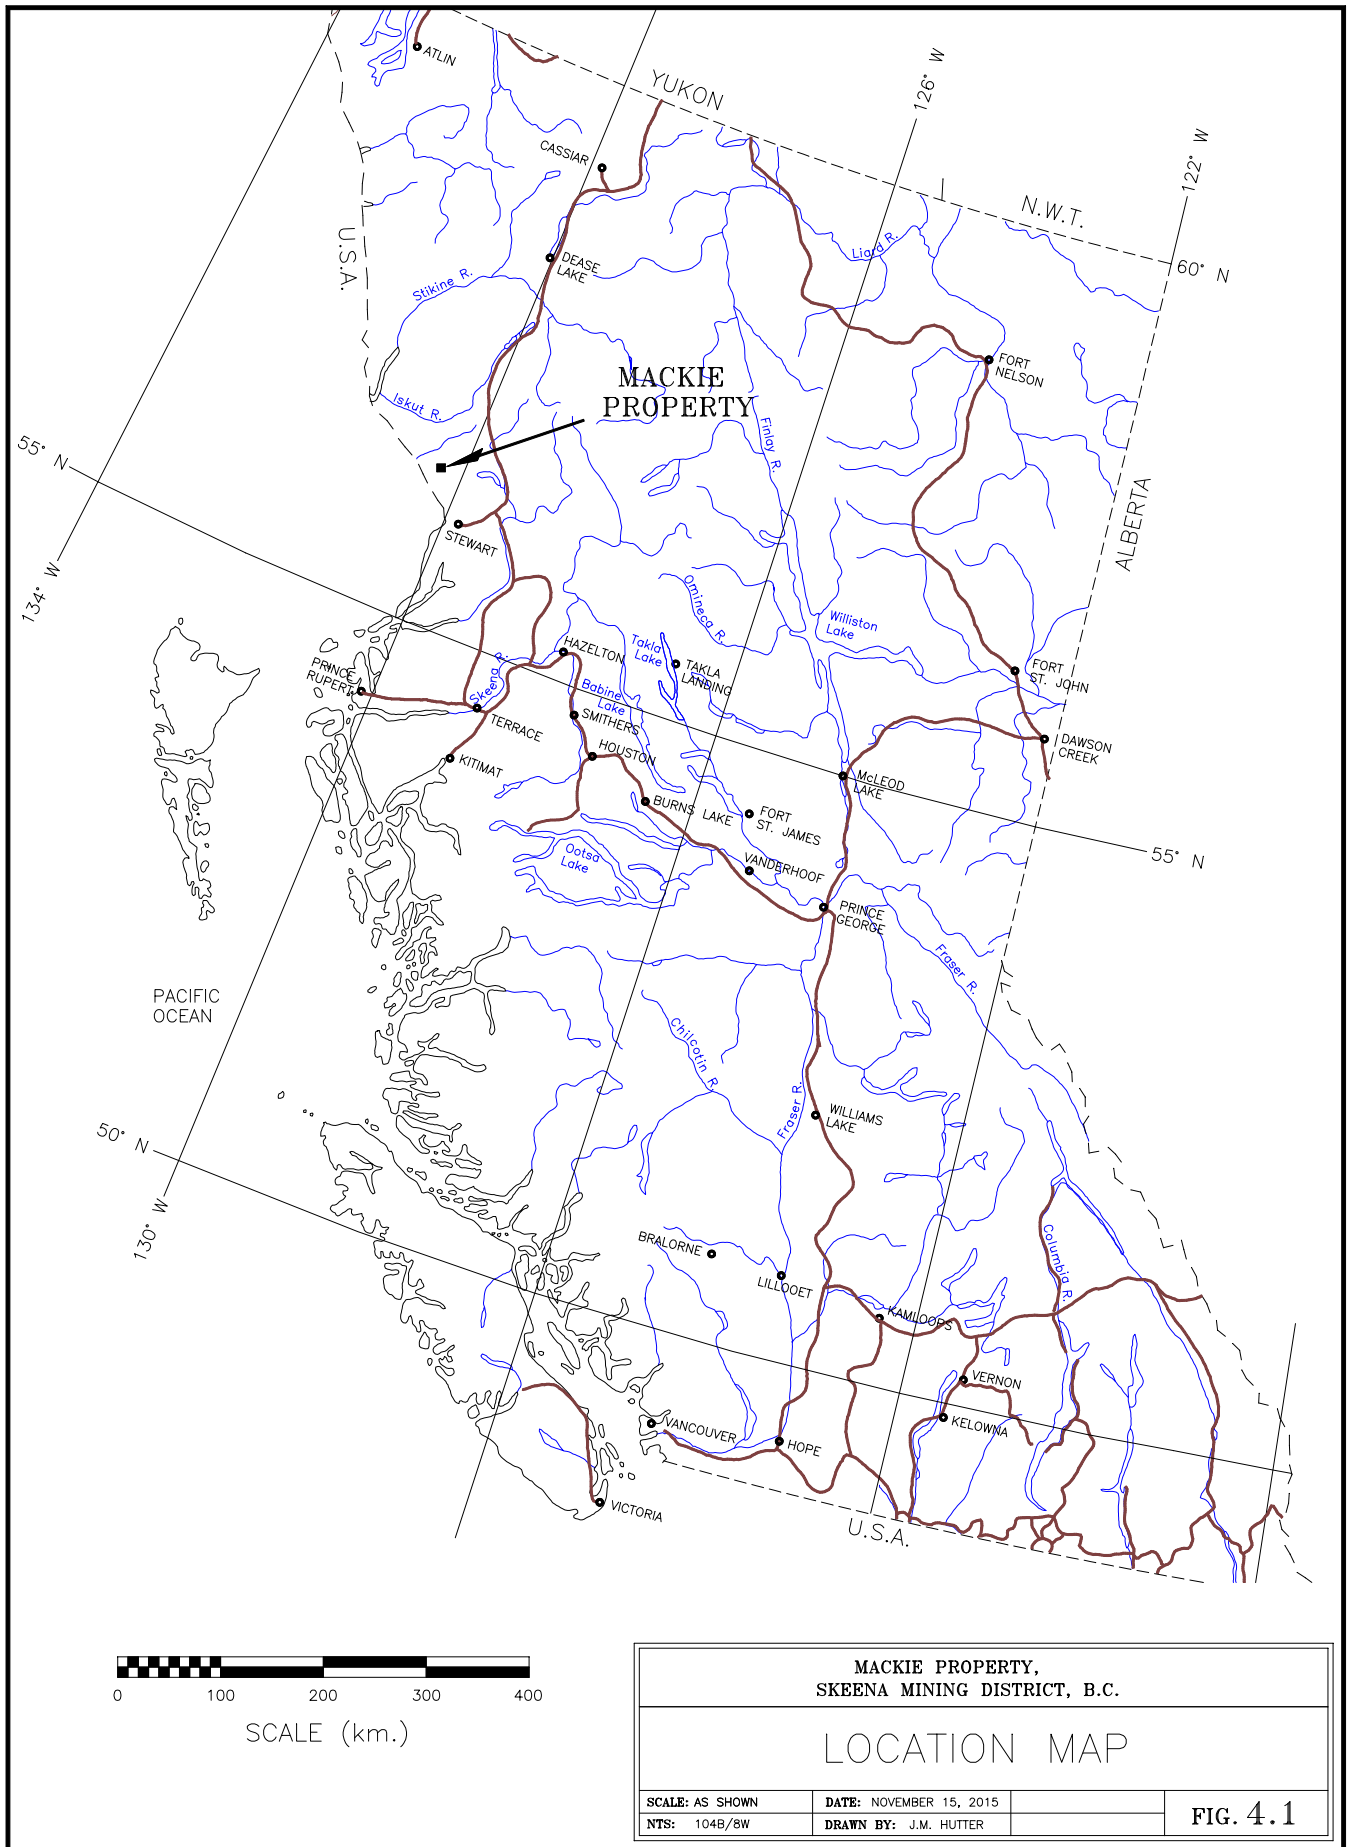 ATLIN
YUKON
126° W
122° W
CASSIAR
N.W.T.
U.S.A.
Liard R.
DEASE
LAKE
60° N
Stikine R.
FORT
NELSON
MACKIE
PROPERTY
Iskut R.
Finlay R.
55° N
ALBERTA
STEWART
134° W
Omineca R.
Williston
Lake
HAZELTON
Takla
Lake
TAKLA
LANDING
FORT
ST. JOHN
PRINCE
RUPERT
Skeena R.
Babine
Lake
SMITHERS
TERRACE
DAWSON
CREEK
HOUSTON
KITIMAT
McLEOD
LAKE
BURNS LAKE
FORT
ST. JAMES
Ootsa
Lake
55° N
VANDERHOOF
PRINCE
GEORGE
Fraser R.
PACIFIC
OCEAN
Chilcotin R.
Fraser R.
WILLIAMS
LAKE
50° N
130° W
BRALORNE
Columbia R.
LILLOOET
KAMLOOPS
VERNON
KELOWNA
VANCOUVER
HOPE
VICTORIA
U.S.A.
0 100 200 300 400
SCALE (km.)
MACKIE PROPERTY,
SKEENA MINING DISTRICT, B.C.
LOCATION MAP
SCALE: AS SHOWN
DATE: NOVEMBER 15, 2015
NTS: 104B/8W
DRAWN BY: J.M. HUTTER
FIG. 4.1